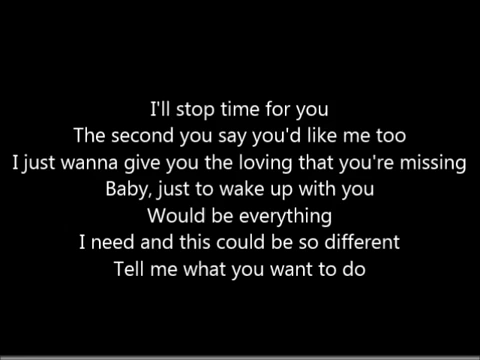 I'll stop time for you
The second you say you'd like me too
I just wanna give you the loving that you're missing
Baby, just to wake up with you
Would be everything
I need and this could be so different
Tell me what you want to do